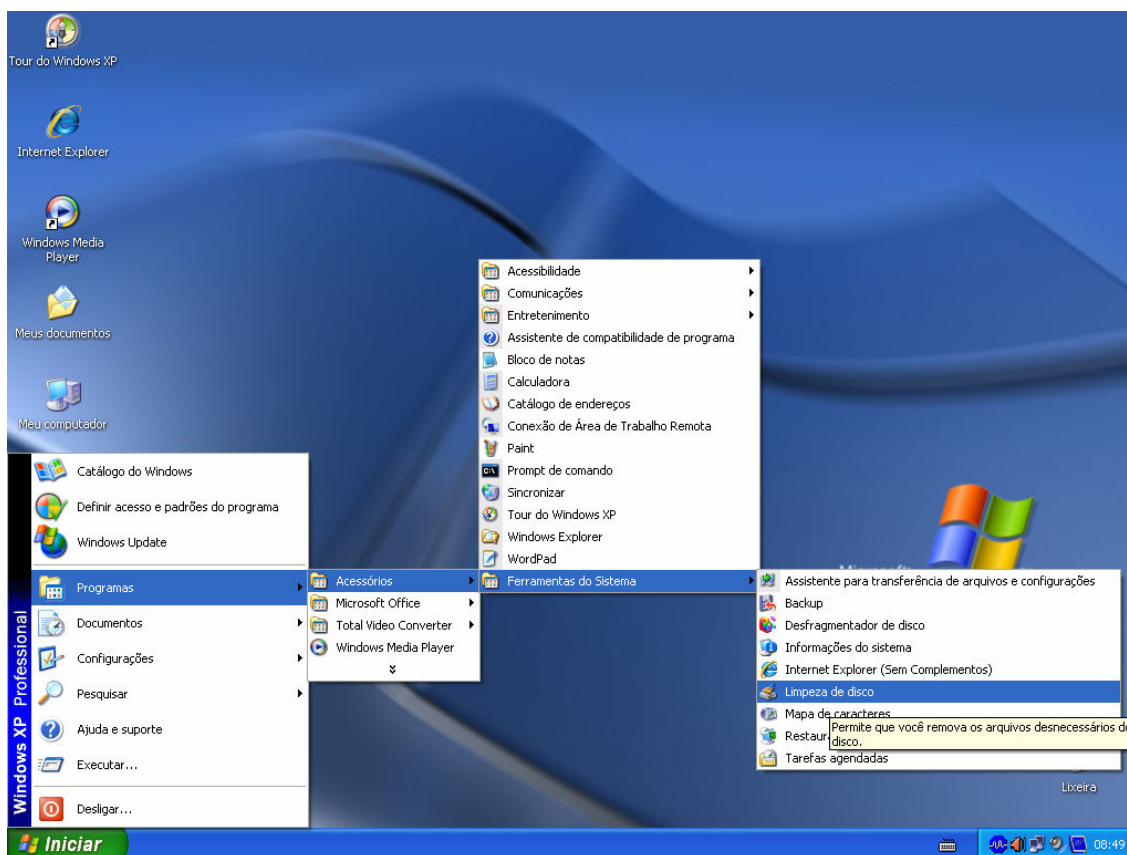 Tour do Windows XP
Internet Explorer
Windows Media
Player
Meus documentos
Meu computador
Acessibilidade
Comunicações
Entretenimento
Assistente de compatibilidade de programa
Bloco de notas
Calculadora
Catálogo de endereços
Conexão de Área de Trabalho Remota
Paint
Prompt de comando
Sincronizar
Tour do Windows XP
Windows Explorer
WordPad
Ferramentas do Sistema
Windows XP Professional
Catálogo do Windows
Definir acesso e padrões do programa
Windows Update
Programas
Documentos
Configurações
Pesquisar
Ajuda e suporte
Executar...
Desligar...
Acessórios
Microsoft Office
Total Video Converter
Windows Media Player
Assistente para transferência de arquivos e configurações
Backup
Desfragmentador de disco
Informações do sistema
Internet Explorer (Sem Complementos)
Limpeza de disco
Mapa de caracteres
Permite que você remova os arquivos desnecessários
disco.
Tarefas agendadas
Lixeira
Iniciar
08:49